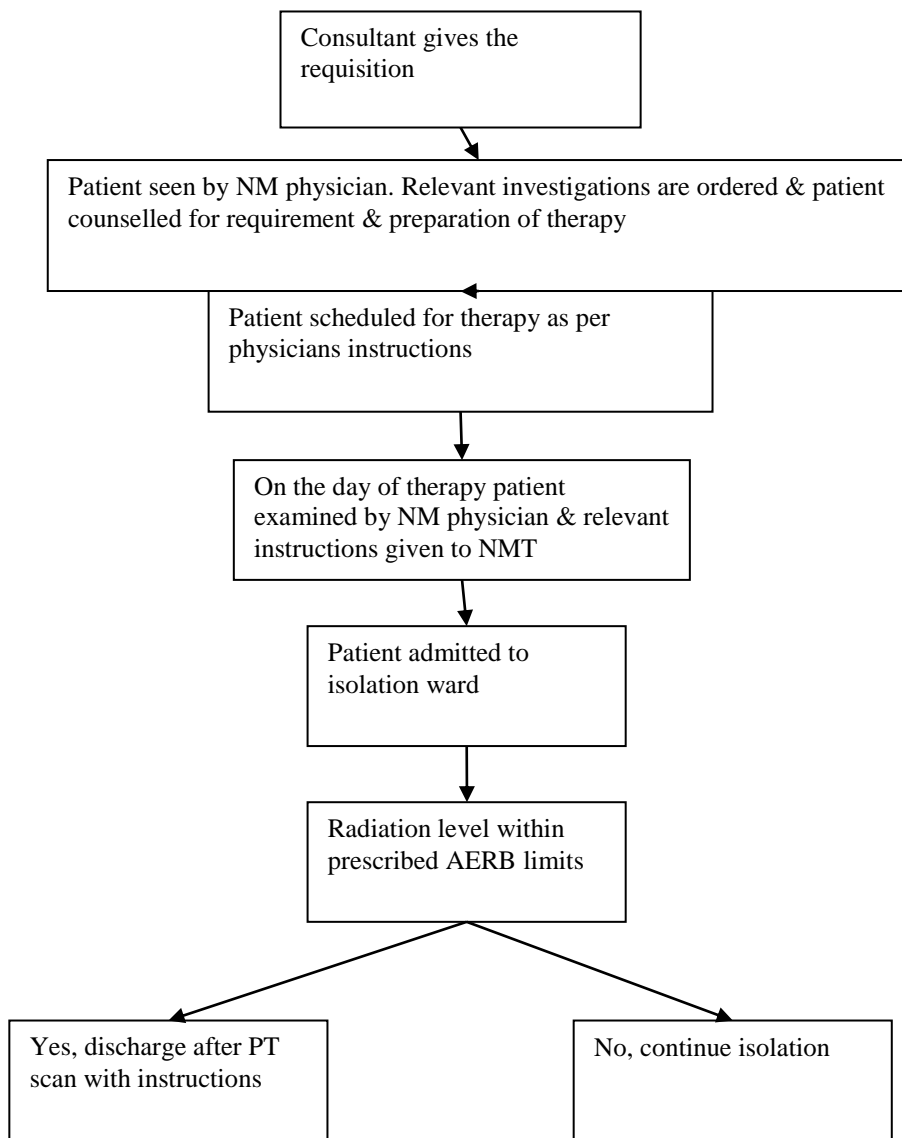 Consultant gives the
requisition
Patient seen by NM physician. Relevant investigations are ordered & patient
counselled for requirement & preparation of therapy
Patient scheduled for therapy as per
physicians instructions
On the day of therapy patient
examined by NM physician & relevant
instructions given to NMT
Patient admitted to
isolation ward
Radiation level within
prescribed AERB limits
Yes, discharge after PT
scan with instructions
No, continue isolation